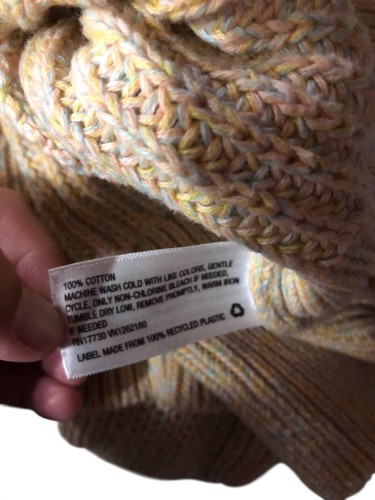 100% COTTON
MACHINE WASH COLD WITH LIKE COLORS, GENTLE
CYCLE, ONLY NON-CHLORINE BLEACH IF NEEDED,
TUMBLE DRY LOW, REMOVE PROMPTLY, WARM IRON
IF NEEDED
RN17730 VN1262180
LABEL MADE FROM 100% RECYCLED PLASTIC